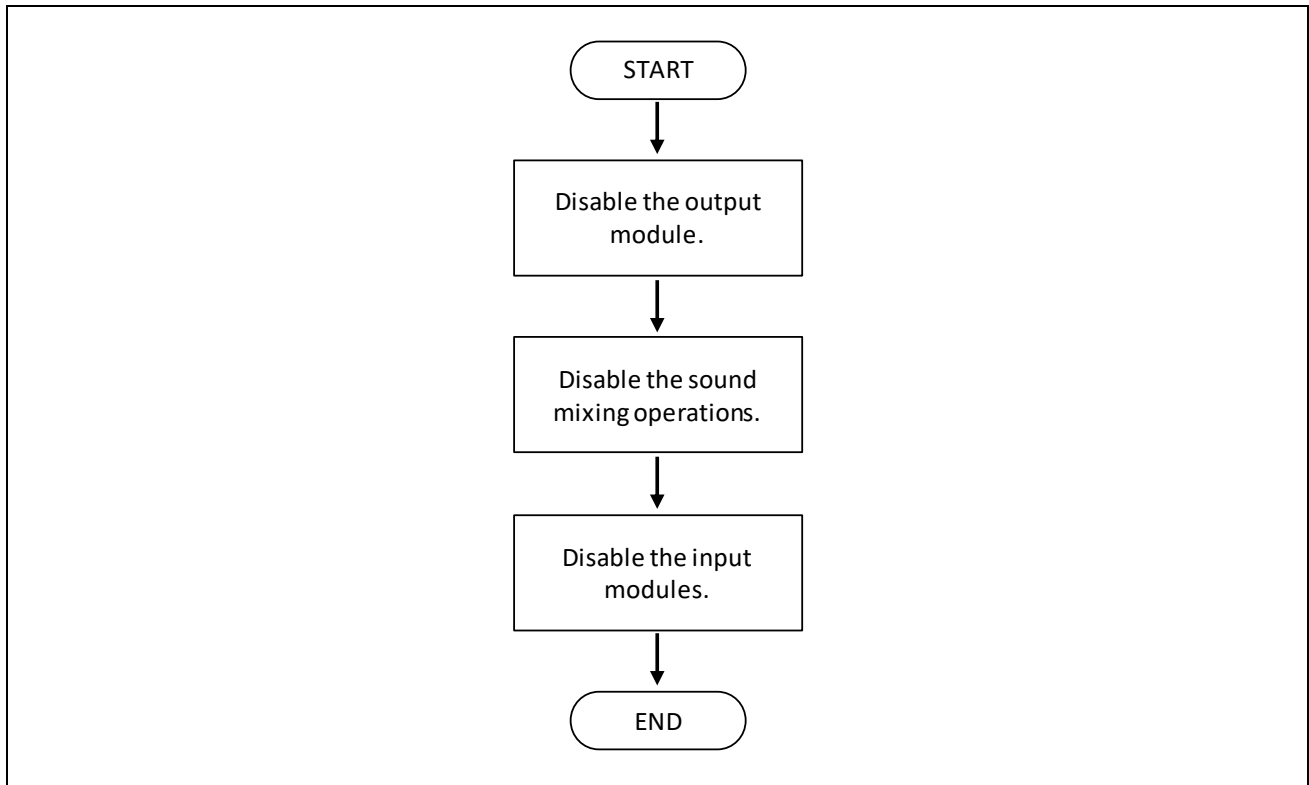 START
Disable the output
module.
Disable the sound
mixing operations.
Disable the input
modules.
END